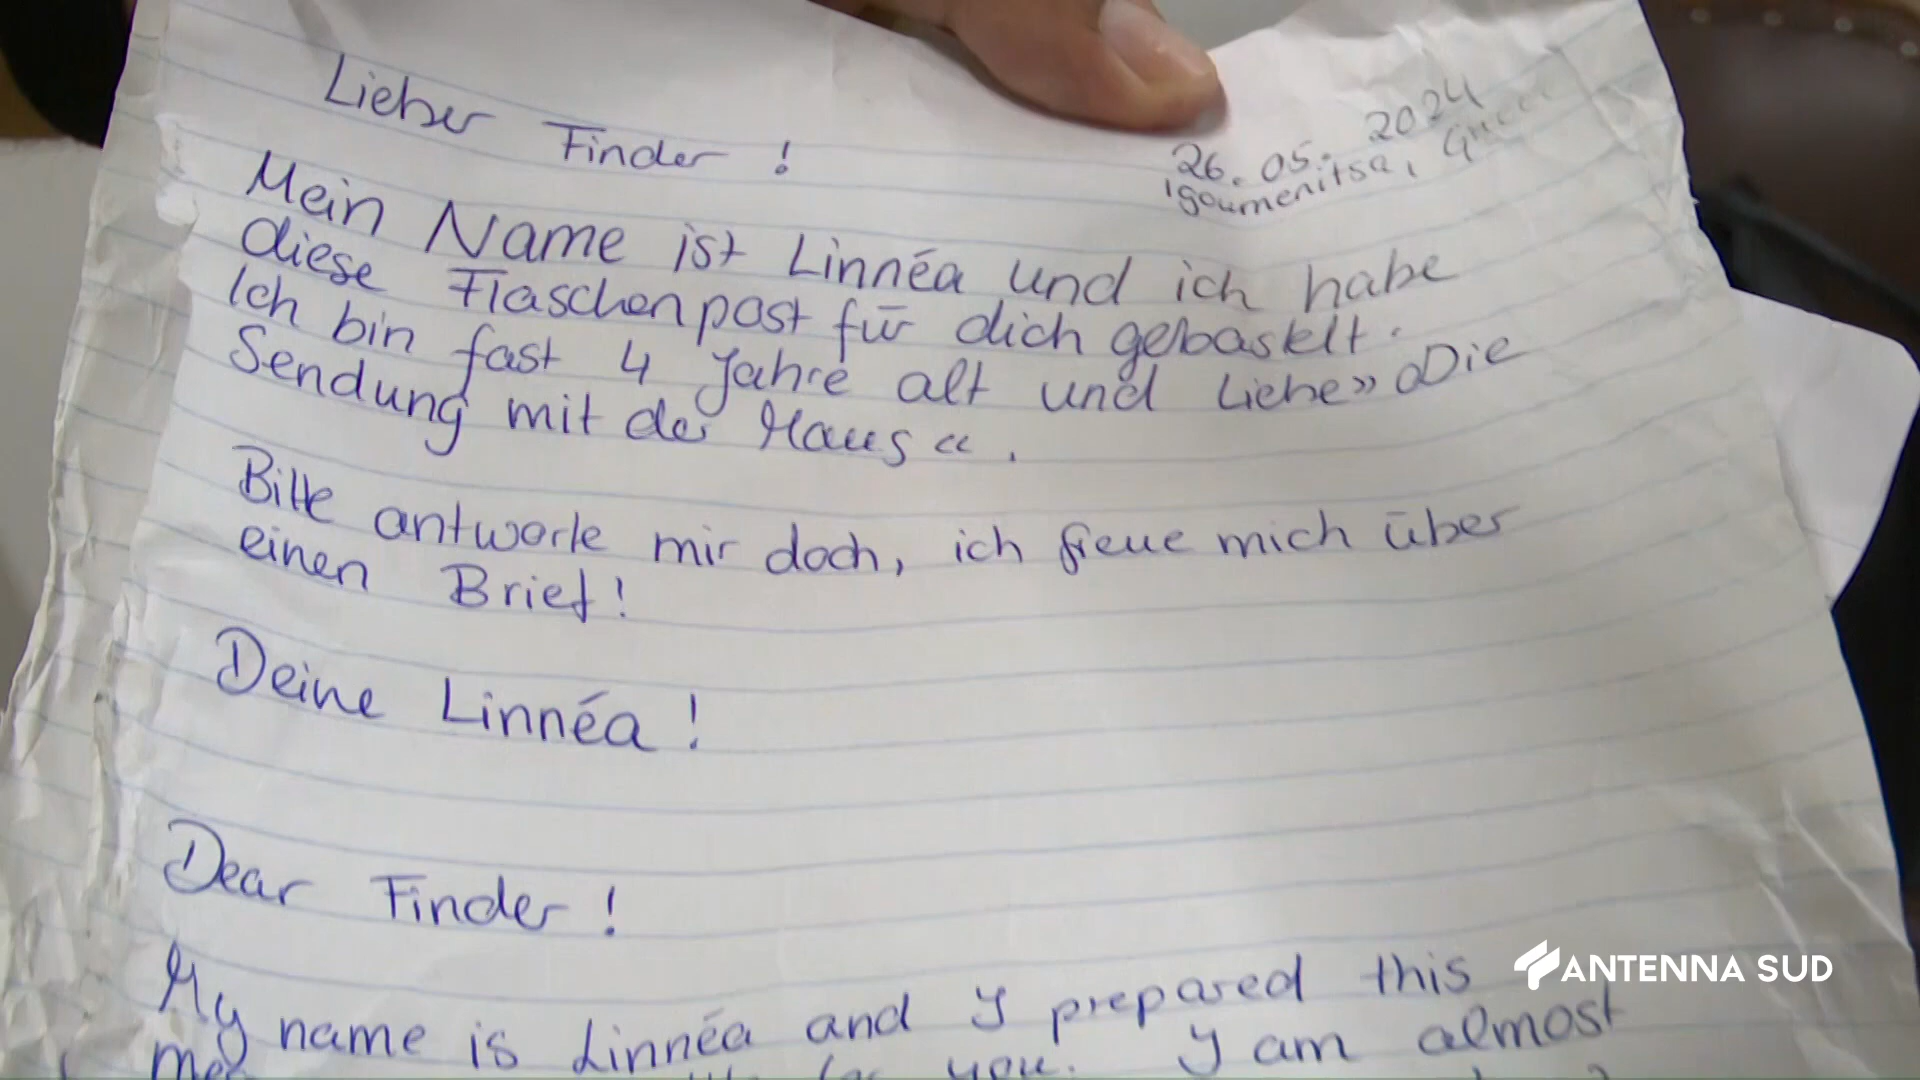 26. 05. 2024
Igoumenitsa,
Lieber Finder !
Mein Name ist Linnéa und ich habe
diese Flaschenpost für dich gebastelt.
Ich bin fast 4 Jahre alt und liebe »Die
Sendung mit der Maus«.
Bitte antworte mir doch, ich freue mich über
einen Brief!
Deine Linnéa !
Dear Finder !
My name is Linnéa and I prepared this
you. I am almost
ANTENNA SUD